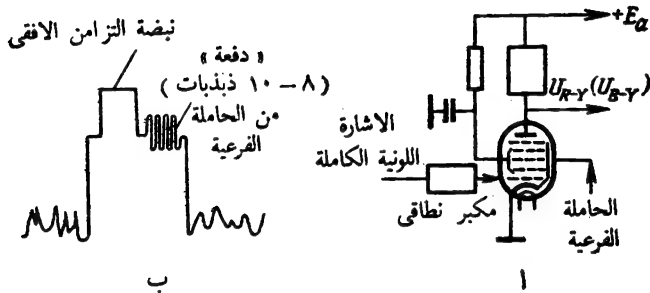 +Eₐ
U_{R-Y}(U_{B-Y})
الاشارة
اللونية الكاملة
مكبر نطاقى
الحاملة
الفرعية
أ
نبضة التزامن الافقى
« دفعة »
( ٨ – ١٠ ذبذبات
من الحاملة
الفرعية
ب